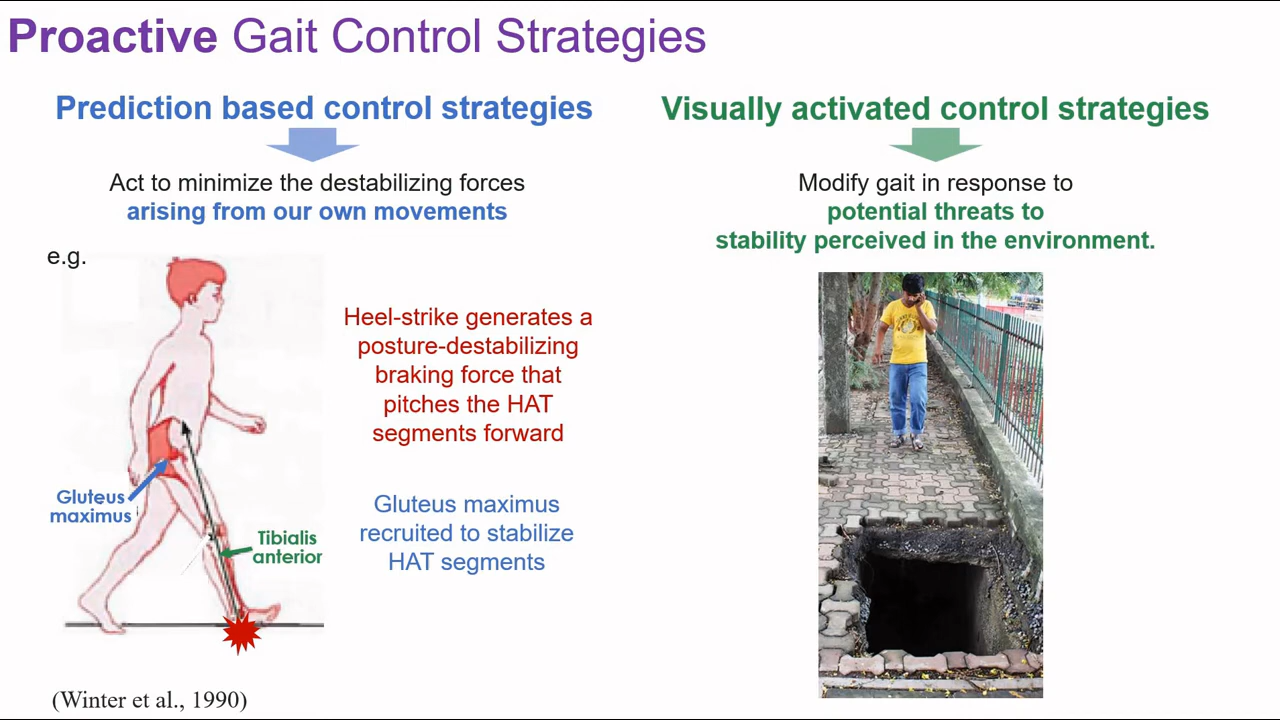 Proactive Gait Control Strategies
Prediction based control strategies
Act to minimize the destabilizing forces
arising from our own movements
e.g.
Heel-strike generates a
posture-destabilizing
braking force that
pitches the HAT
segments forward
Gluteus
maximus
Tibialis
anterior
Gluteus maximus
recruited to stabilize
HAT segments
(Winter et al., 1990)
Visually activated control strategies
Modify gait in response to
potential threats to
stability perceived in the environment.